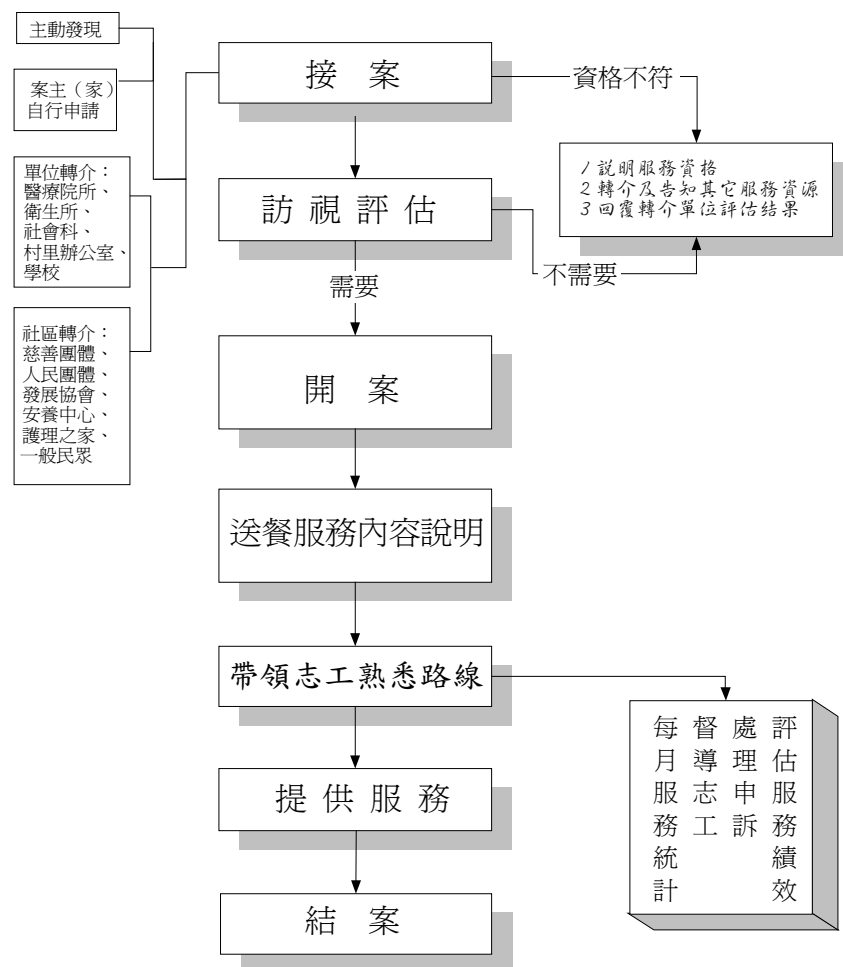 主動發現
案主（家）
自行申請
單位轉介：
醫療院所、
衛生所、
社會科、
村里辦公室、
學校
社區轉介：
慈善團體、
人民團體、
發展協會、
安養中心、
護理之家、
一般民眾
接 案
資格不符
1 說明服務資格
2 轉介及告知其它服務資源
3 回覆轉介單位評估結果
訪視評估
不需要
需要
開 案
送餐服務內容說明
帶領志工熟悉路線
評估服務績效
處理申訴
督導志工
每月服務統計
提供服務
結 案